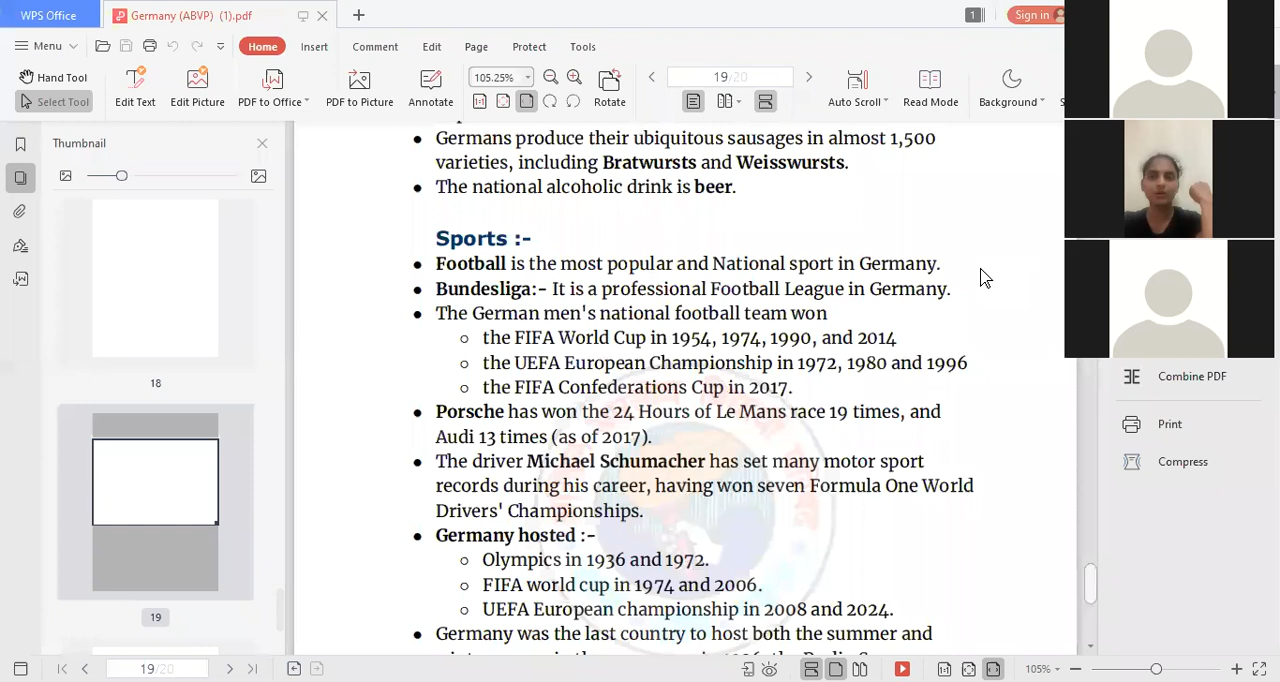 WPS Office
Germany (ABVP) (1).pdf
1
Sign in
Menu
Home
Insert
Comment
Edit
Page
Protect
Tools
Hand Tool
Select Tool
Edit Text
Edit Picture
PDF to Office
PDF to Picture
Annotate
105.25%
Rotate
19/20
Auto Scroll
Read Mode
Background
Thumbnail
18
19
Germans produce their ubiquitous sausages in almost 1,500
varieties, including Bratwursts and Weisswursts.
The national alcoholic drink is beer.
Sports :-
Football is the most popular and National sport in Germany.
Bundesliga:- It is a professional Football League in Germany.
The German men's national football team won
the FIFA World Cup in 1954, 1974, 1990, and 2014
the UEFA European Championship in 1972, 1980 and 1996
the FIFA Confederations Cup in 2017.
Porsche has won the 24 Hours of Le Mans race 19 times, and
Audi 13 times (as of 2017).
The driver Michael Schumacher has set many motor sport
records during his career, having won seven Formula One World
Drivers' Championships.
Germany hosted :-
Olympics in 1936 and 1972.
FIFA world cup in 1974 and 2006.
UEFA European championship in 2008 and 2024.
Germany was the last country to host both the summer and
Combine PDF
Print
Compress
19/20
105%